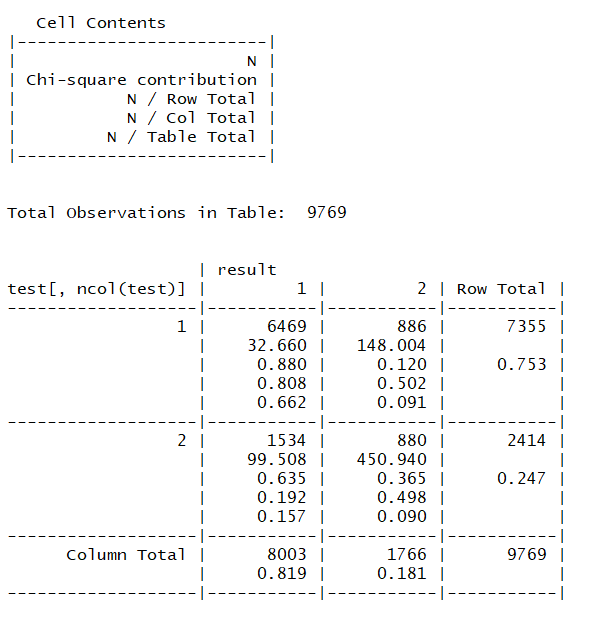 Cell Contents
|-------------------------|
|                       N |
| Chi-square contribution |
|           N / Row Total |
|           N / Col Total |
|         N / Table Total |
|-------------------------|

Total Observations in Table:  9769

                   | result
test[, ncol(test)] |         1 |         2 | Row Total |
-------------------|-----------|-----------|-----------|
                 1 |      6469 |       886 |      7355 |
                   |    32.660 |   148.004 |           |
                   |     0.880 |     0.120 |     0.753 |
                   |     0.808 |     0.502 |           |
                   |     0.662 |     0.091 |           |
-------------------|-----------|-----------|-----------|
                 2 |      1534 |       880 |      2414 |
                   |    99.508 |   450.940 |           |
                   |     0.635 |     0.365 |     0.247 |
                   |     0.192 |     0.498 |           |
                   |     0.157 |     0.090 |           |
-------------------|-----------|-----------|-----------|
      Column Total |      8003 |      1766 |      9769 |
                   |     0.819 |     0.181 |           |
-------------------|-----------|-----------|-----------|